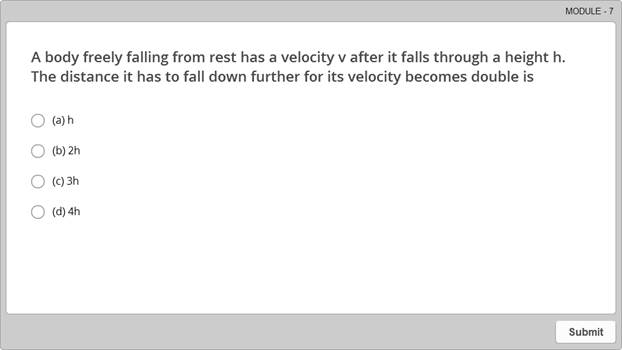 MODULE - 7
A body freely falling from rest has a velocity v after it falls through a height h.
The distance it has to fall down further for its velocity becomes double is
(a) h
(b) 2h
(c) 3h
(d) 4h
Submit